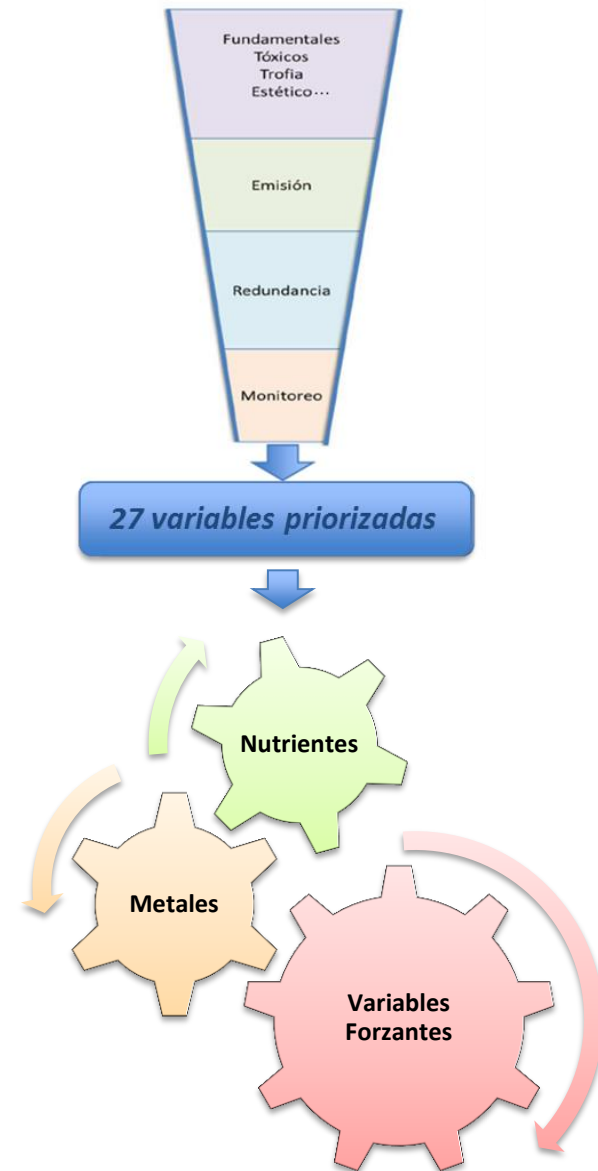 Fundamentales
Tóxicos
Trofia
Estético...
Emisión
Redundancia
Monitoreo
27 variables priorizadas
Nutrientes
Metales
Variables
Forzantes